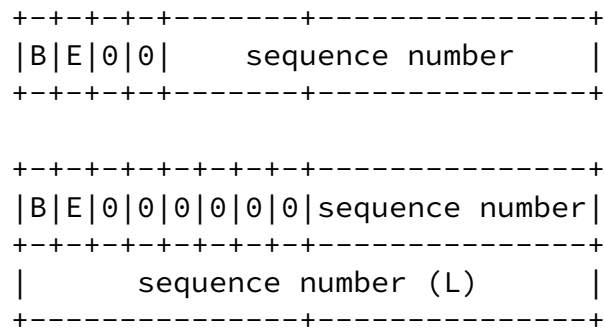 +-+-+-+-+-------+---------------+
|B|E|0|0|    sequence number    |
+-+-+-+-+-------+---------------+

+-+-+-+-+-+-+-+-+---------------+
|B|E|0|0|0|0|0|0|sequence number|
+-+-+-+-+-+-+-+-+---------------+
|      sequence number (L)      |
+---------------+---------------+